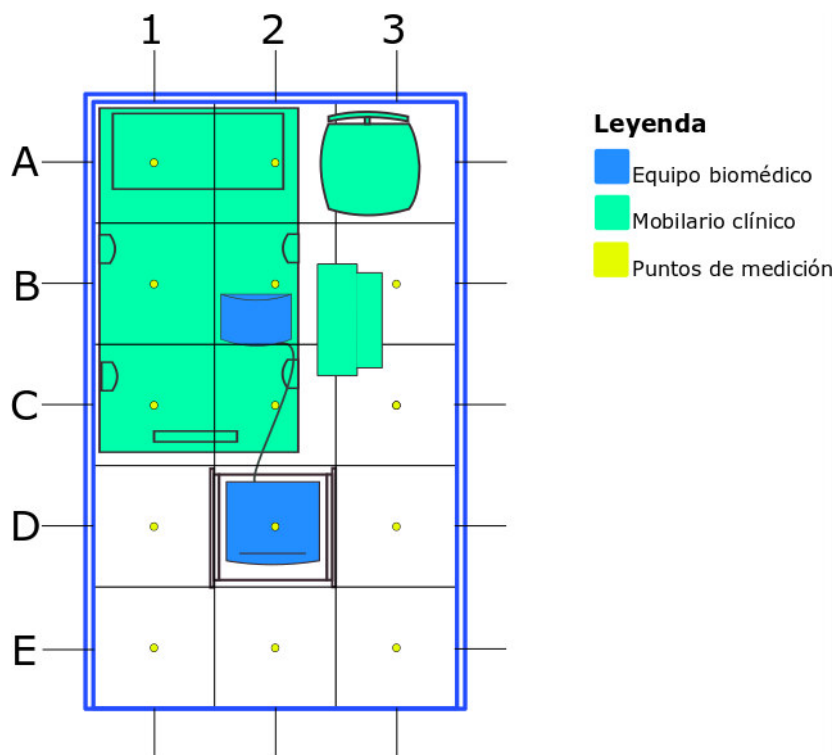 1 2 3
A
B
C
D
E
Leyenda
Equipo biomédico
Mobilario clínico
Puntos de medición